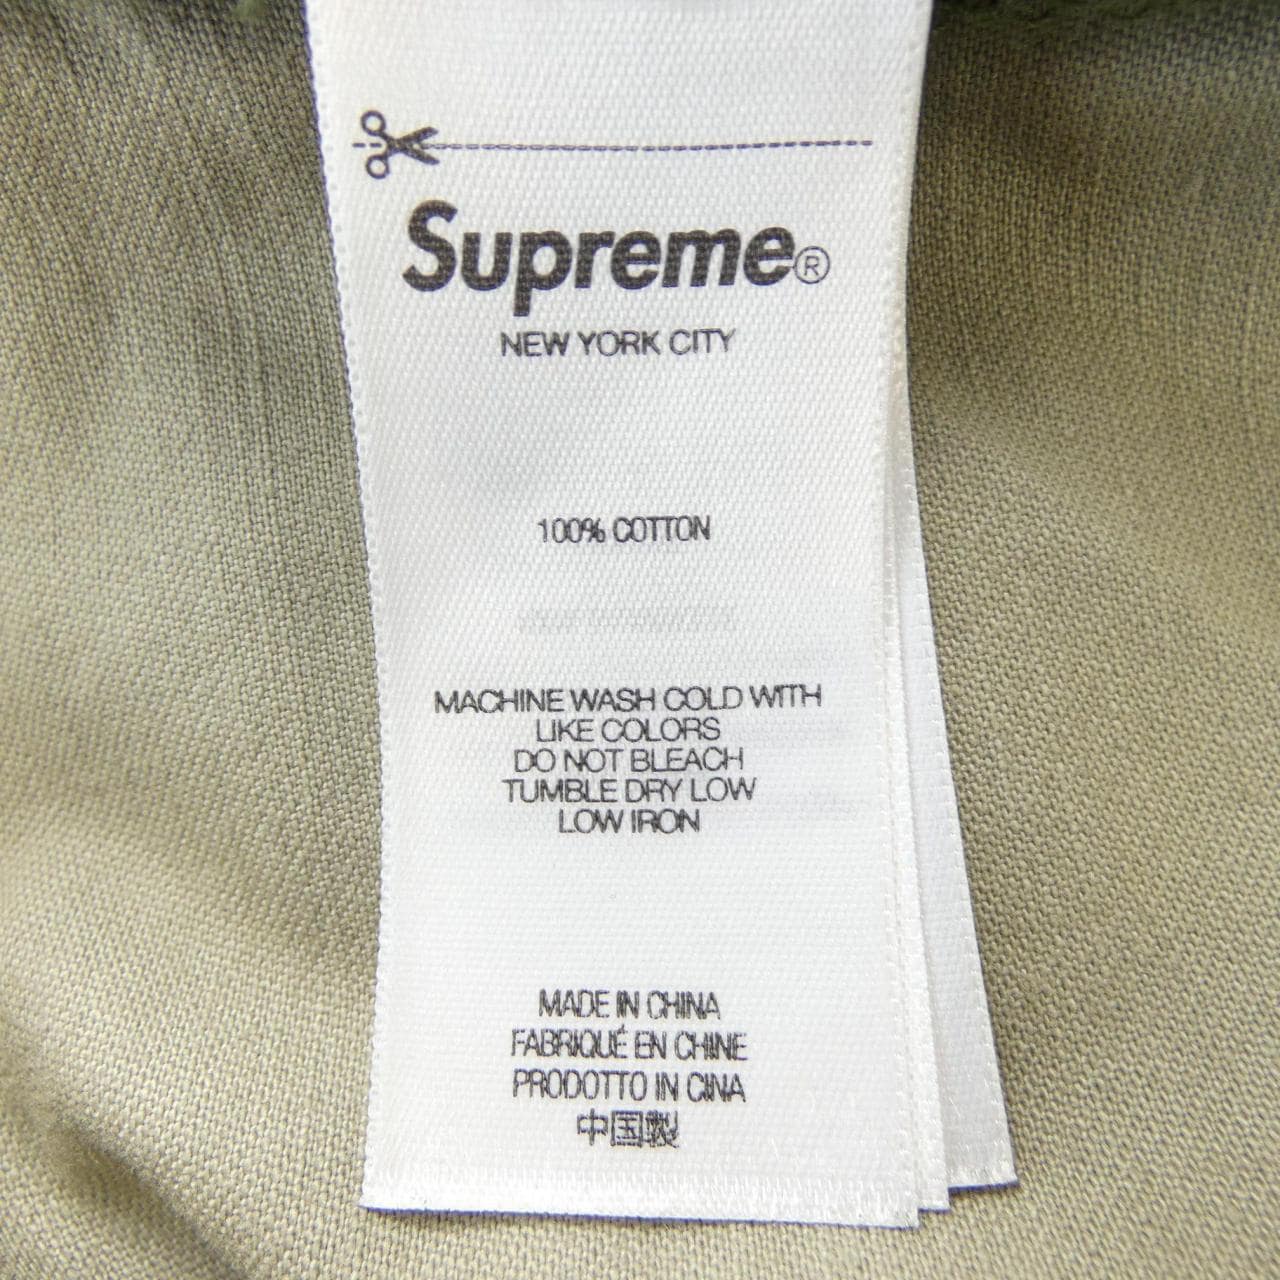 Supreme®
NEW YORK CITY
100% COTTON
MACHINE WASH COLD WITH
LIKE COLORS
DO NOT BLEACH
TUMBLE DRY LOW
LOW IRON
MADE IN CHINA
FABRIQUÉ EN CHINE
PRODOTTO IN CINA
中国製